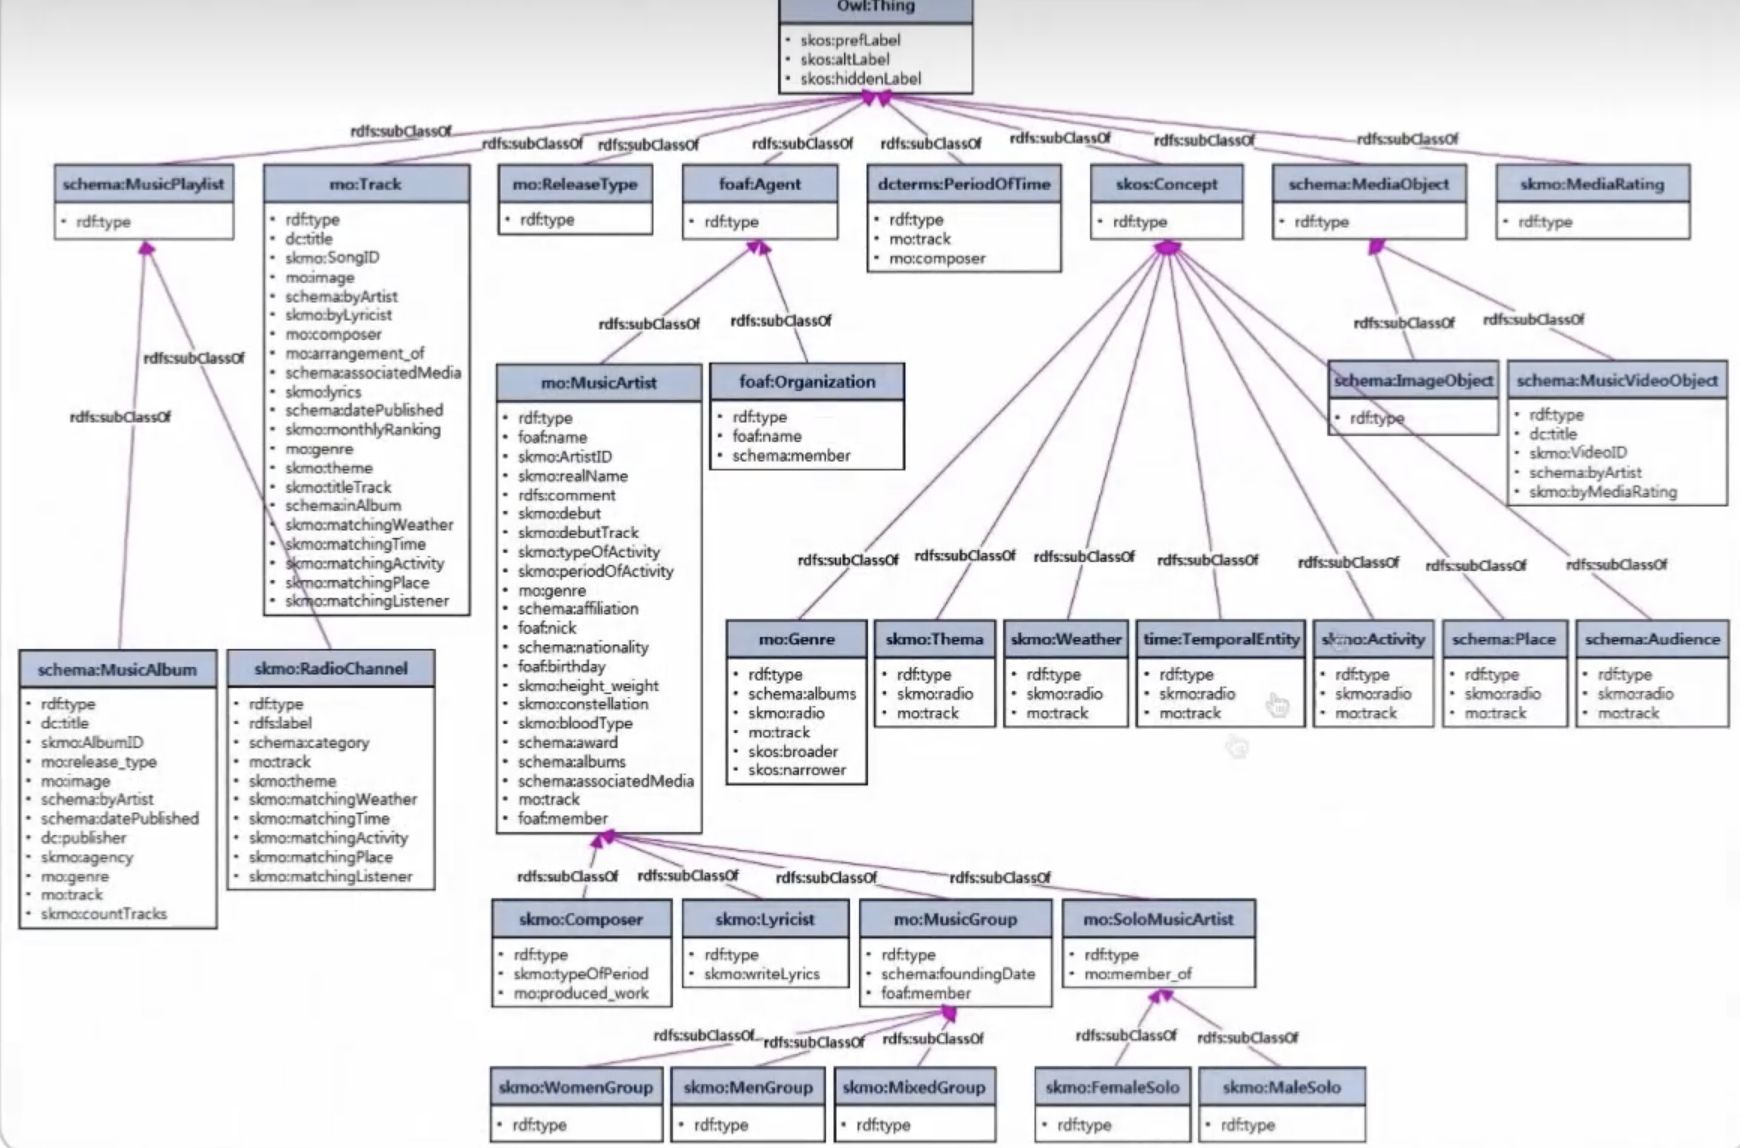 Owl:Thing
skos:prefLabel
skos:altLabel
skos:hiddenLabel
rdfs:subClassOf
rdfs:subClassOf
rdfs:subClassOf
rdfs:subClassOf
rdfs:subClassOf
rdfs:subClassOf
rdfs:subClassOf
rdfs:subClassOf
schema:MusicPlaylist
rdf:type
mo:Track
rdf:type
dc:title
skmo:SongID
mo:image
schema:byArtist
skmo:byLyricist
mo:composer
mo:arrangement_of
schema:associatedMedia
skmo:lyrics
schema:datePublished
skmo:monthlyRanking
mo:genre
skmo:theme
skmo:titleTrack
schema:inAlbum
skmo:matchingWeather
skmo:matchingTime
skmo:matchingActivity
skmo:matchingPlace
skmo:matchingListener
mo:ReleaseType
rdf:type
foaf:Agent
rdf:type
dcterms:PeriodOfTime
rdf:type
mo:track
mo:composer
skos:Concept
rdf:type
schema:MediaObject
rdf:type
skmo:MediaRating
rdf:type
rdfs:subClassOf
rdfs:subClassOf
rdfs:subClassOf
rdfs:subClassOf
rdfs:subClassOf
rdfs:subClassOf
mo:MusicArtist
rdf:type
foaf:name
skmo:ArtistID
skmo:realName
rdfs:comment
skmo:debut
skmo:debutTrack
skmo:typeOfActivity
skmo:periodOfActivity
mo:genre
schema:affiliation
foaf:nick
schema:nationality
foaf:birthday
skmo:height_weight
skmo:constellation
skmo:bloodType
schema:award
schema:albums
schema:associatedMedia
mo:track
foaf:member
foaf:Organization
rdf:type
foaf:name
schema:member
schema:ImageObject
rdf:type
schema:MusicVideoObject
rdf:type
dc:title
skmo:VideoID
schema:byArtist
skmo:byMediaRating
rdfs:subClassOf
rdfs:subClassOf
rdfs:subClassOf
rdfs:subClassOf
rdfs:subClassOf
rdfs:subClassOf
rdfs:subClassOf
mo:Genre
rdf:type
schema:albums
skmo:radio
mo:track
skos:broader
skos:narrower
skmo:Thema
rdf:type
skmo:radio
mo:track
skmo:Weather
rdf:type
skmo:radio
mo:track
time:TemporalEntity
rdf:type
skmo:radio
mo:track
skmo:Activity
rdf:type
skmo:radio
mo:track
schema:Place
rdf:type
skmo:radio
mo:track
schema:Audience
rdf:type
skmo:radio
mo:track
schema:MusicAlbum
rdf:type
dc:title
skmo:AlbumID
mo:release_type
mo:image
schema:byArtist
schema:datePublished
dc:publisher
skmo:agency
mo:genre
mo:track
skmo:countTracks
skmo:RadioChannel
rdf:type
rdfs:label
schema:category
mo:track
skmo:theme
skmo:matchingWeather
skmo:matchingTime
skmo:matchingActivity
skmo:matchingPlace
skmo:matchingListener
rdfs:subClassOf
rdfs:subClassOf
rdfs:subClassOf
rdfs:subClassOf
skmo:Composer
rdf:type
skmo:typeOfPeriod
mo:produced_work
skmo:Lyricist
rdf:type
skmo:writeLyrics
mo:MusicGroup
rdf:type
schema:foundingDate
foaf:member
mo:SoloMusicArtist
rdf:type
mo:member_of
rdfs:subClassOf
rdfs:subClassOf
rdfs:subClassOf
rdfs:subClassOf
rdfs:subClassOf
skmo:WomenGroup
rdf:type
skmo:MenGroup
rdf:type
skmo:MixedGroup
rdf:type
skmo:FemaleSolo
rdf:type
skmo:MaleSolo
rdf:type